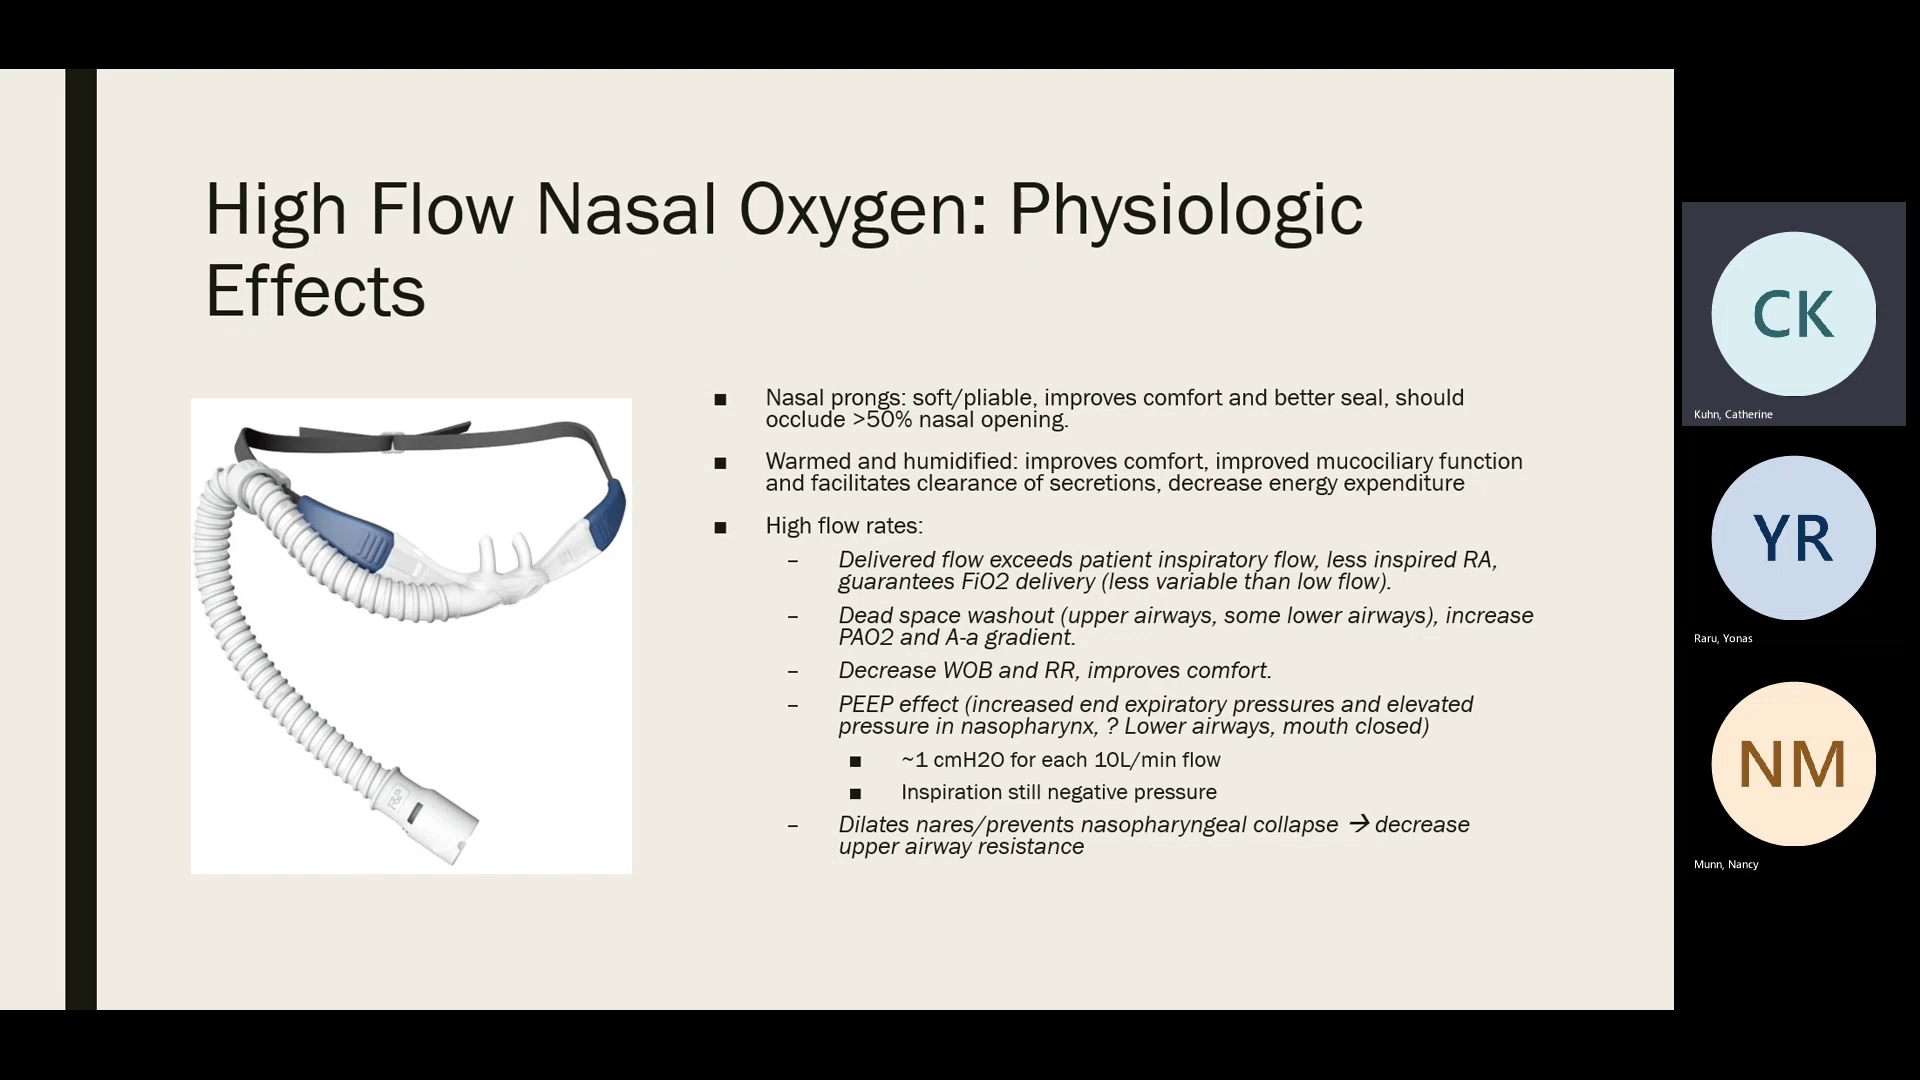 High Flow Nasal Oxygen: Physiologic
Effects
■ Nasal prongs: soft/pliable, improves comfort and better seal, should
occlude >50% nasal opening.
■ Warmed and humidified: improves comfort, improved mucociliary function
and facilitates clearance of secretions, decrease energy expenditure
■ High flow rates:
– Delivered flow exceeds patient inspiratory flow, less inspired RA,
guarantees FiO2 delivery (less variable than low flow).
– Dead space washout (upper airways, some lower airways), increase
PAO2 and A-a gradient.
– Decrease WOB and RR, improves comfort.
– PEEP effect (increased end expiratory pressures and elevated
pressure in nasopharynx, ? Lower airways, mouth closed)
■ ~1 cmH2O for each 10L/min flow
■ Inspiration still negative pressure
– Dilates nares/prevents nasopharyngeal collapse → decrease
upper airway resistance
CK
Kuhn, Catherine
YR
Raru, Yonas
NM
Munn, Nancy